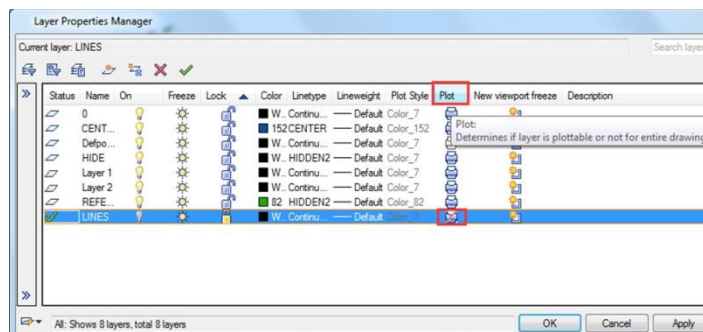 Layer Properties Manager
Current layer: LINES
Search layer
Status Name On Freeze Lock Color Linetype Lineweight Plot Style Plot New viewport freeze Description
0 W.. Continu... Default Color_7
CENT... 152 CENTER Default Color_152
Plot:
Defpo... W.. Continu... Default Color_7
Determines if layer is plottable or not for entire drawing
HIDE W.. HIDDEN2 Default Color_7
Layer 1 W.. Continu... Default Color_7
Layer 2 W.. Continu... Default Color_7
REFE... 82 HIDDEN2 Default Color_82
LINES W.. Continu... Default Color_7
All: Shows 8 layers, total 8 layers
OK Cancel Apply